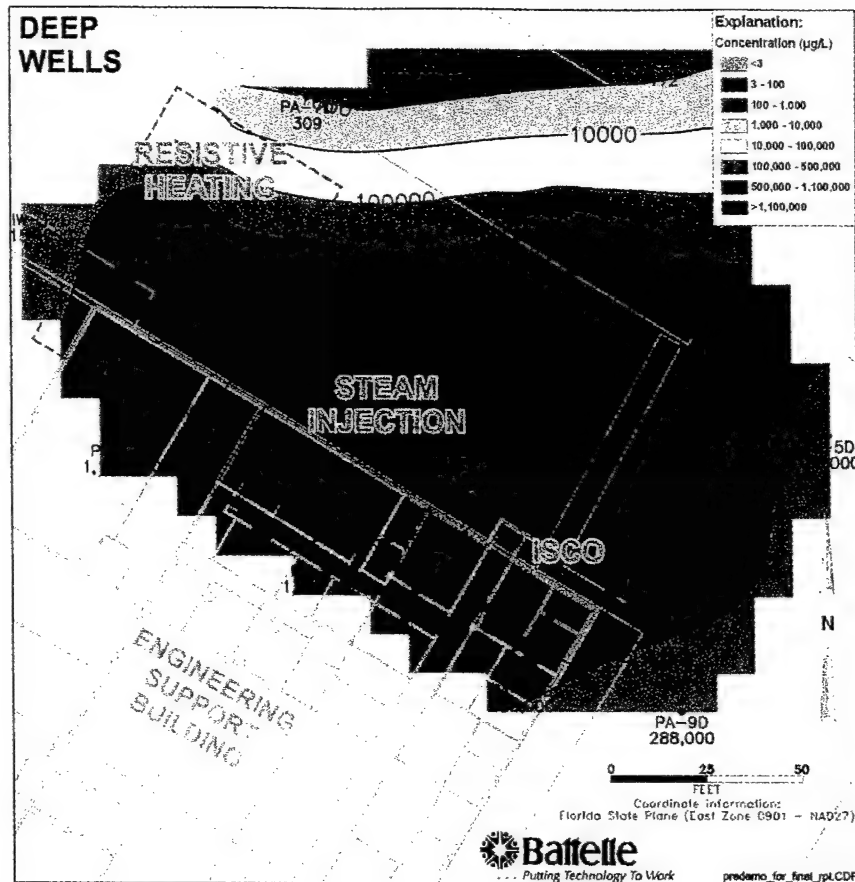 DEEP
WELLS
Explanation:
Concentration (µg/L)
<3
3 - 100
100 - 1,000
1,000 - 10,000
10,000 - 100,000
100,000 - 500,000
500,000 - 1,100,000
>1,100,000
309
10000
RESISTIVE
HEATING
100000
STEAM
INJECTION
ISCO
ENGINEERING
SUPPORT
BUILDING
N
PA-9D
288,000
0 25 50
FEET
Coordinate information:
Florida State Plane (East Zone 0901 - NAD27)
Battelle
... Putting Technology To Work
predemo_for_final_rpt.CDR